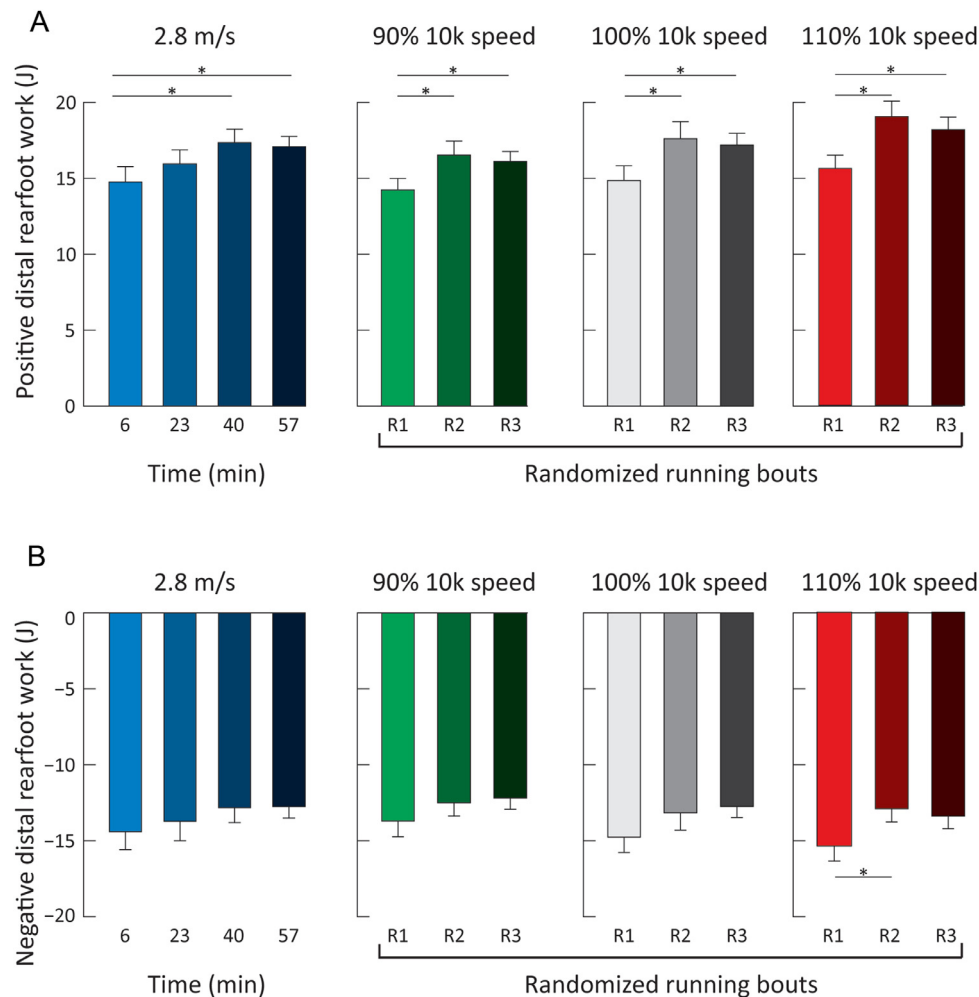 A
2.8 m/s 90% 10k speed 100% 10k speed 110% 10k speed
* * * *
* * * *
Positive distal rearfoot work (J)
20
15
10
5
0
6 23 40 57 R1 R2 R3 R1 R2 R3 R1 R2 R3
Time (min) Randomized running bouts
B
2.8 m/s 90% 10k speed 100% 10k speed 110% 10k speed
Negative distal rearfoot work (J)
0
−5
−10
−15
*
−20
6 23 40 57 R1 R2 R3 R1 R2 R3 R1 R2 R3
Time (min) Randomized running bouts